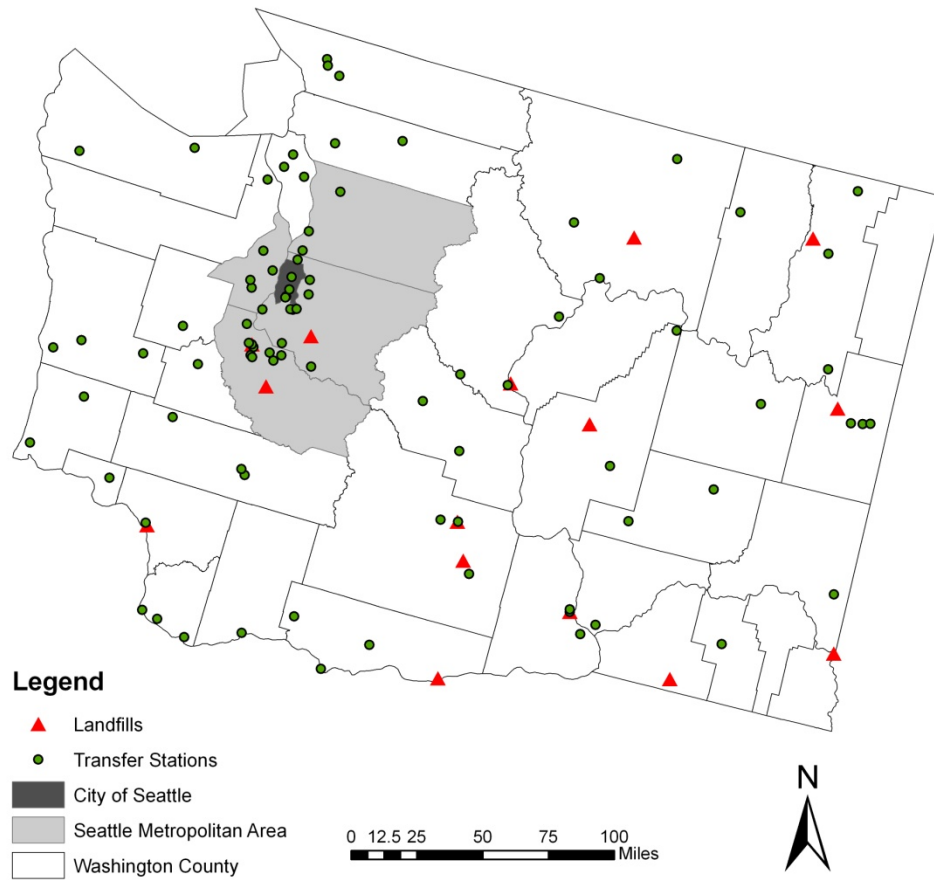 N
Legend
Landfills
Transfer Stations
City of Seattle
Seattle Metropolitan Area
Washington County
0 12.5 25 50 75 100
Miles